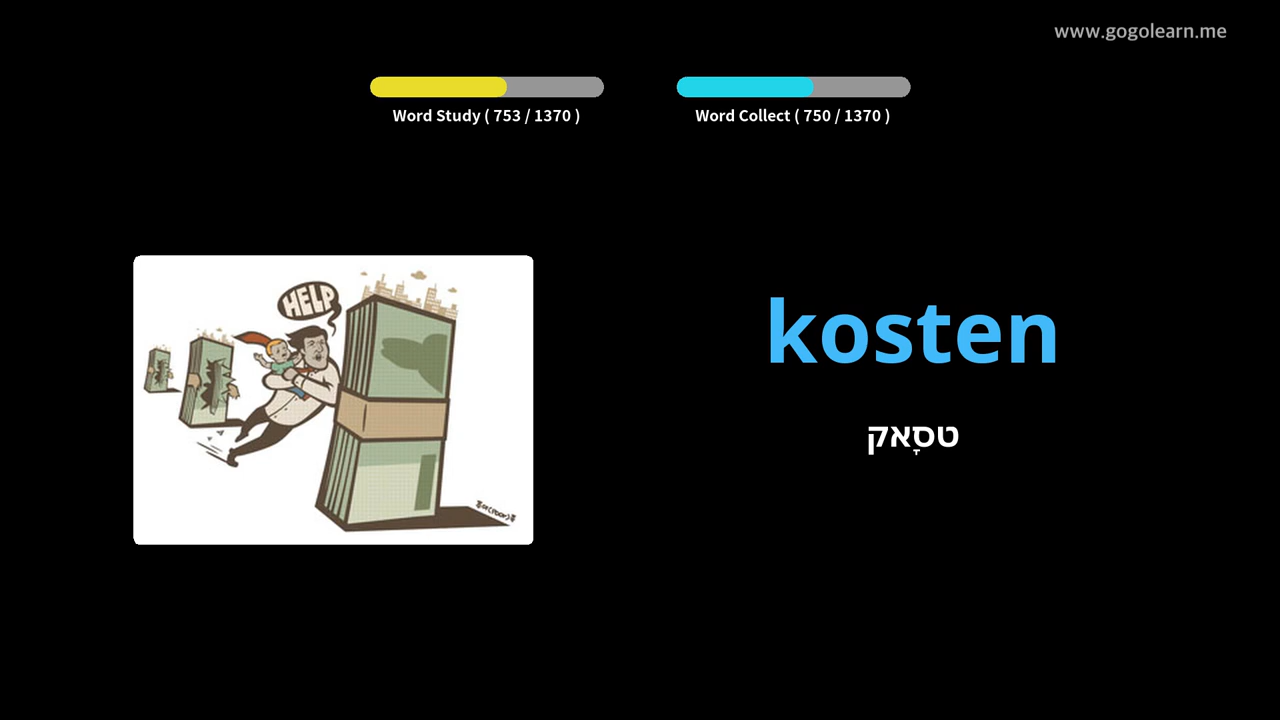 www.gogolearn.me
Word Study ( 753 / 1370 )
Word Collect ( 750 / 1370 )
HELP
kosten
טסָאק